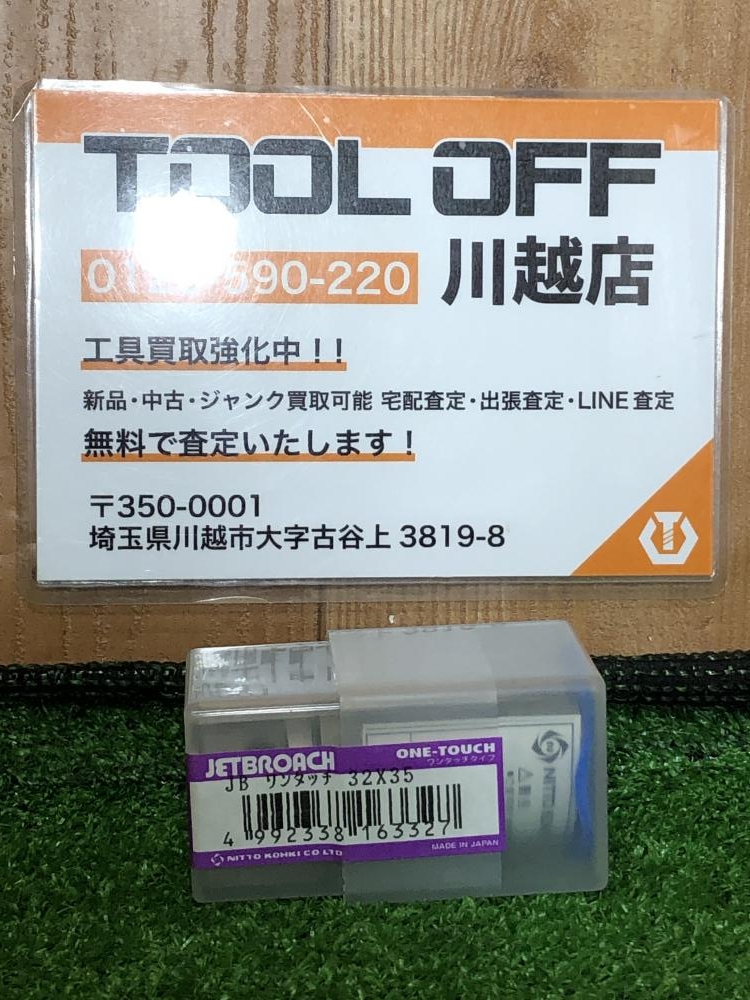 TOOL OFF
590-220 川越店
工具買取強化中！！
新品・中古・ジャンク買取可能 宅配査定・出張査定・LINE査定
無料で査定いたします！
〒350-0001
埼玉県川越市大字古谷上 3819-8
JETBROACH
ONE-TOUCH
ワンタッチタイプ
JB ワンタッチ 32X35
4 992338 163327
NITTO KOHKI CO LTD
MADE IN JAPAN